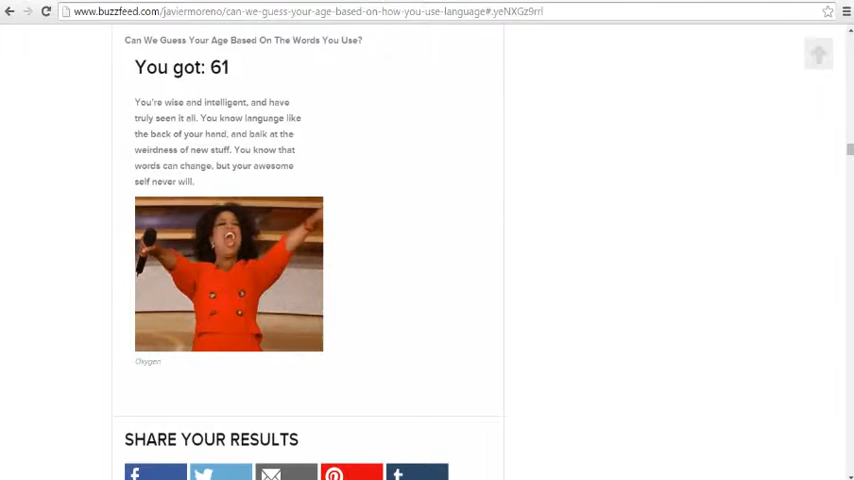 www.buzzfeed.com/javiermoreno/can-we-guess-your-age-based-on-how-you-use-language#.yeNXGz9rrl
Can We Guess Your Age Based On The Words You Use?
You got: 61
You're wise and intelligent, and have
truly seen it all. You know language like
the back of your hand, and balk at the
weirdness of new stuff. You know that
words can change, but your awesome
self never will.
Oxygen
SHARE YOUR RESULTS